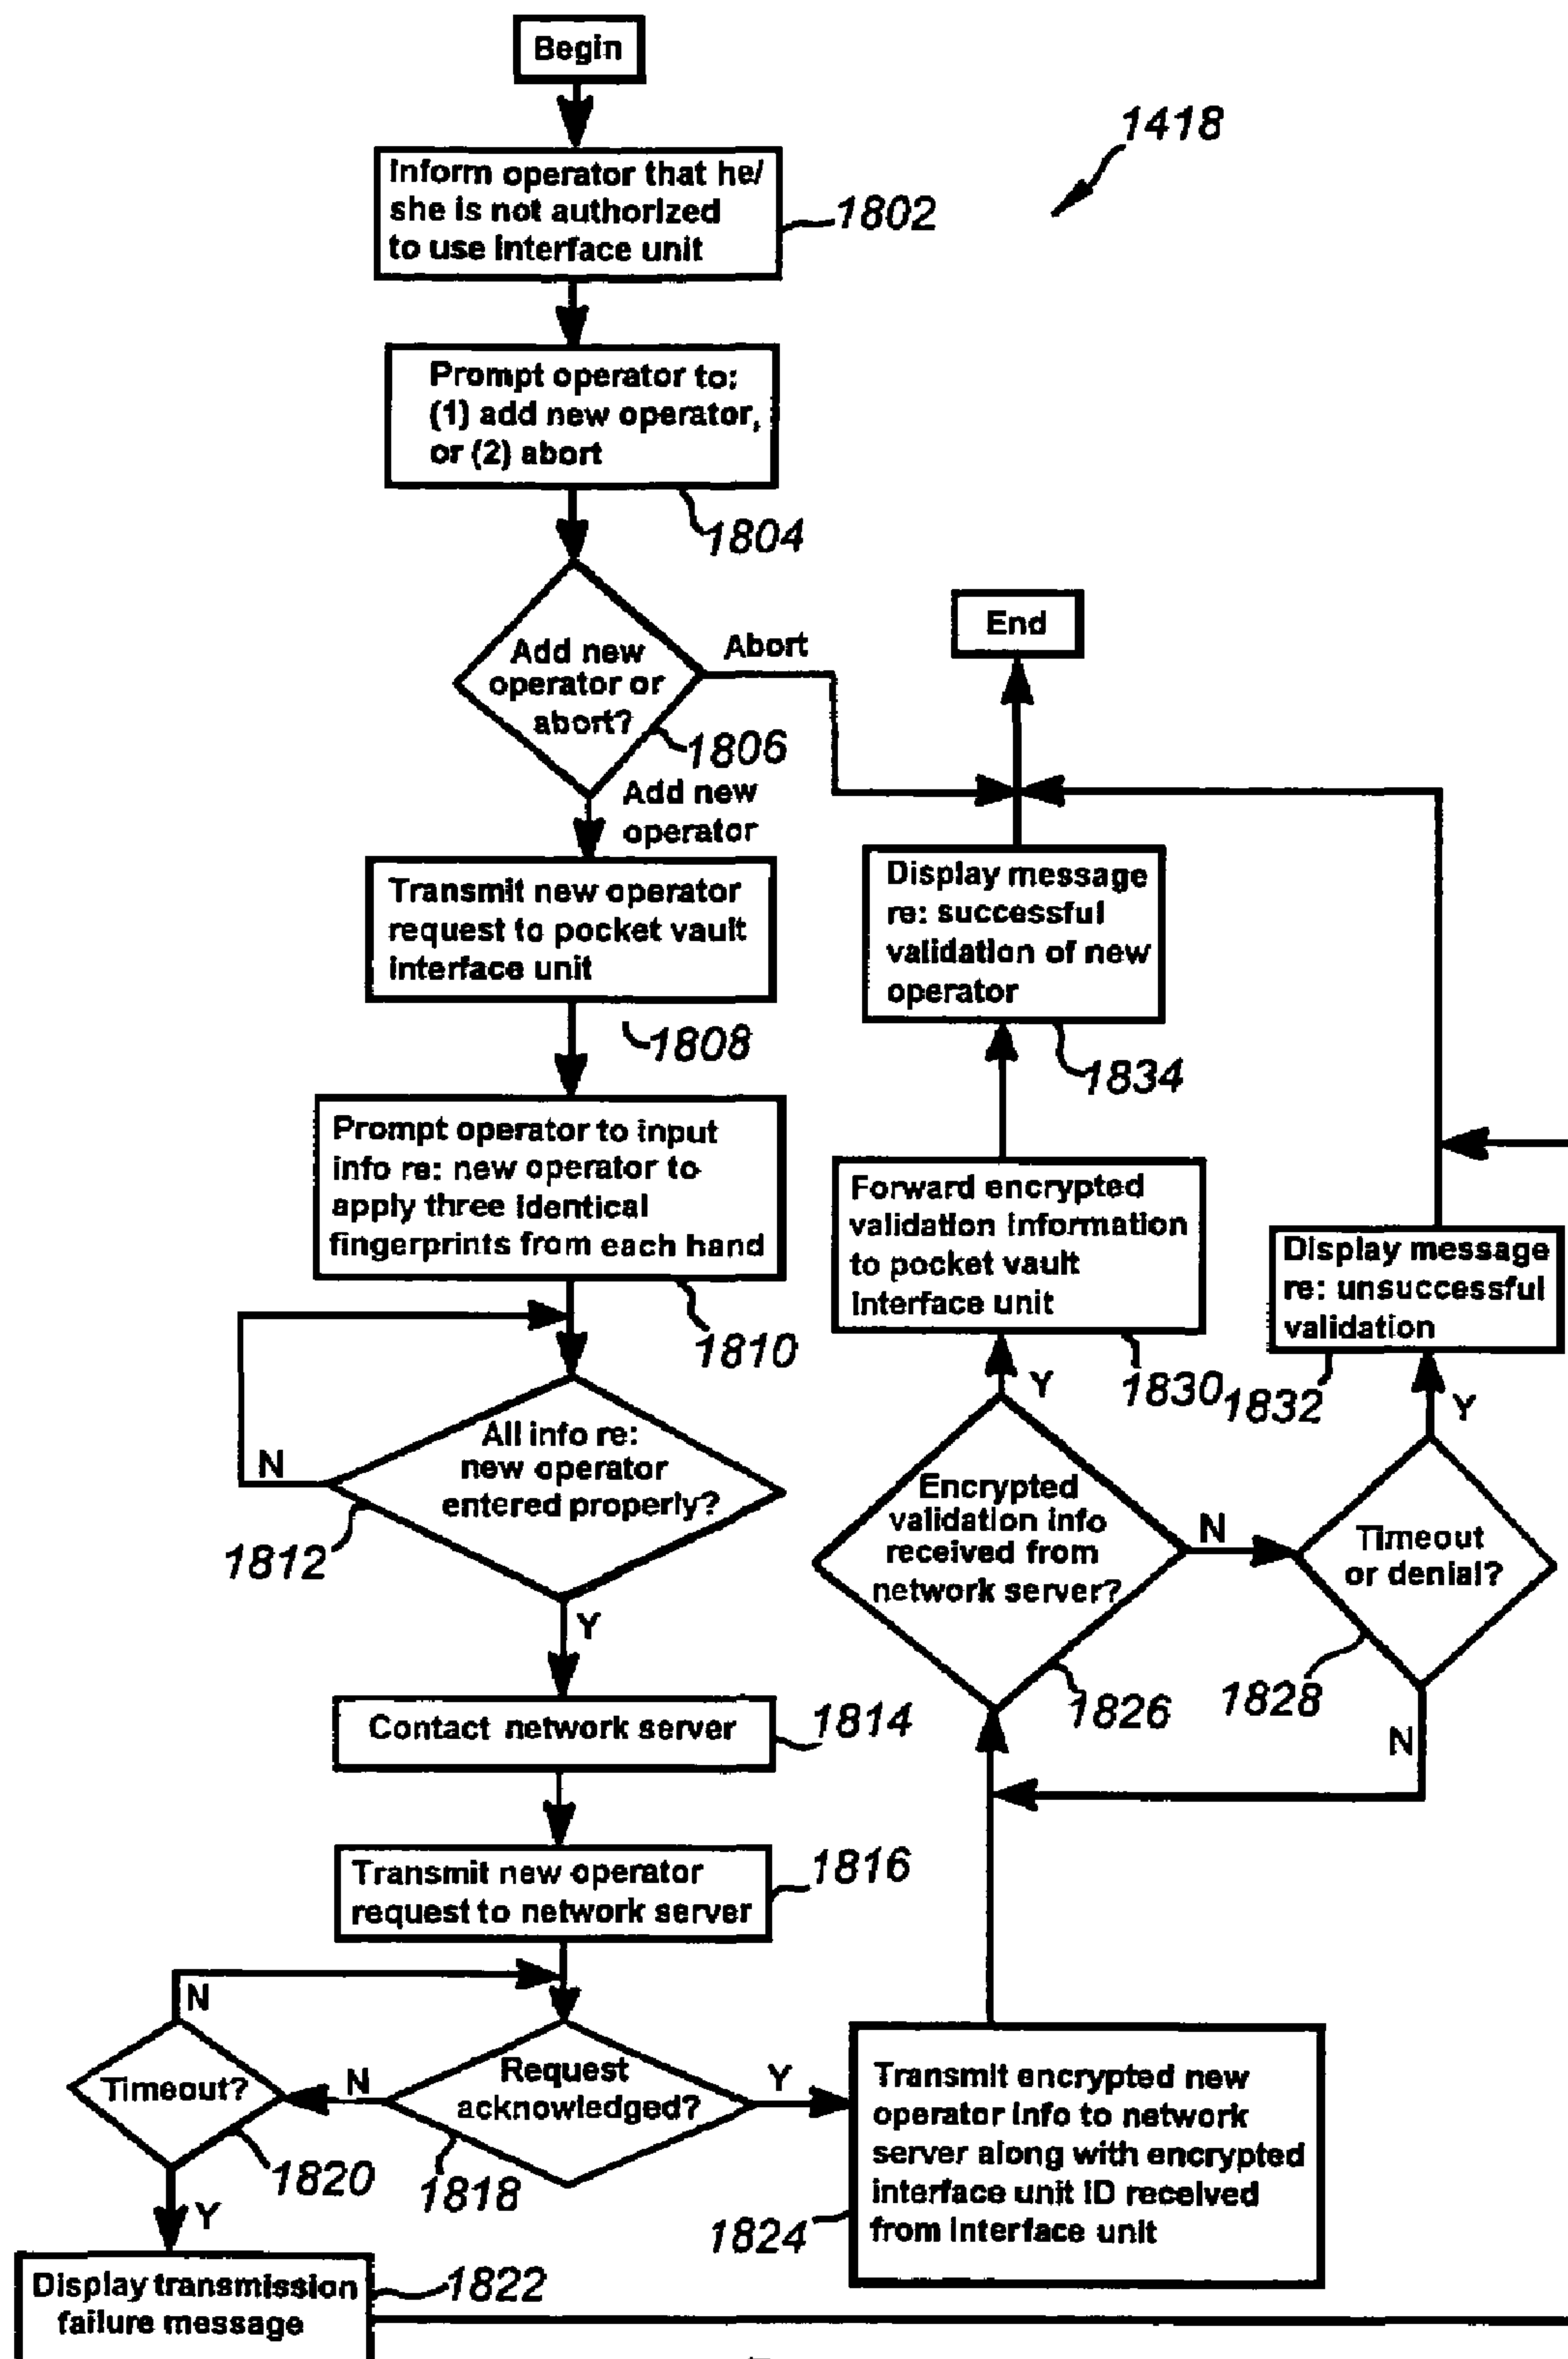 Begin
1418
Inform operator that he/
she is not authorized
to use interface unit
1802
Prompt operator to:
(1) add new operator,
or (2) abort
1804
Add new
operator or
abort?
1806
Abort
End
Add new
operator
Transmit new operator
request to pocket vault
interface unit
1808
Display message
re: successful
validation of new
operator
1834
Prompt operator to input
info re: new operator to
apply three identical
fingerprints from each hand
1810
Forward encrypted
validation information
to pocket vault
interface unit
1830
Display message
re: unsuccessful
validation
1832
Y
Y
All info re:
new operator
entered properly?
N
1812
Y
Encrypted
validation info
received from
network server?
1826
N
Timeout
or denial?
1828
N
Contact network server
1814
Transmit new operator
request to network server
1816
N
Timeout?
1820
N
Request
acknowledged?
1818
Y
Transmit encrypted new
operator info to network
server along with encrypted
interface unit ID received
from interface unit
1824
Y
Display transmission
failure message
1822